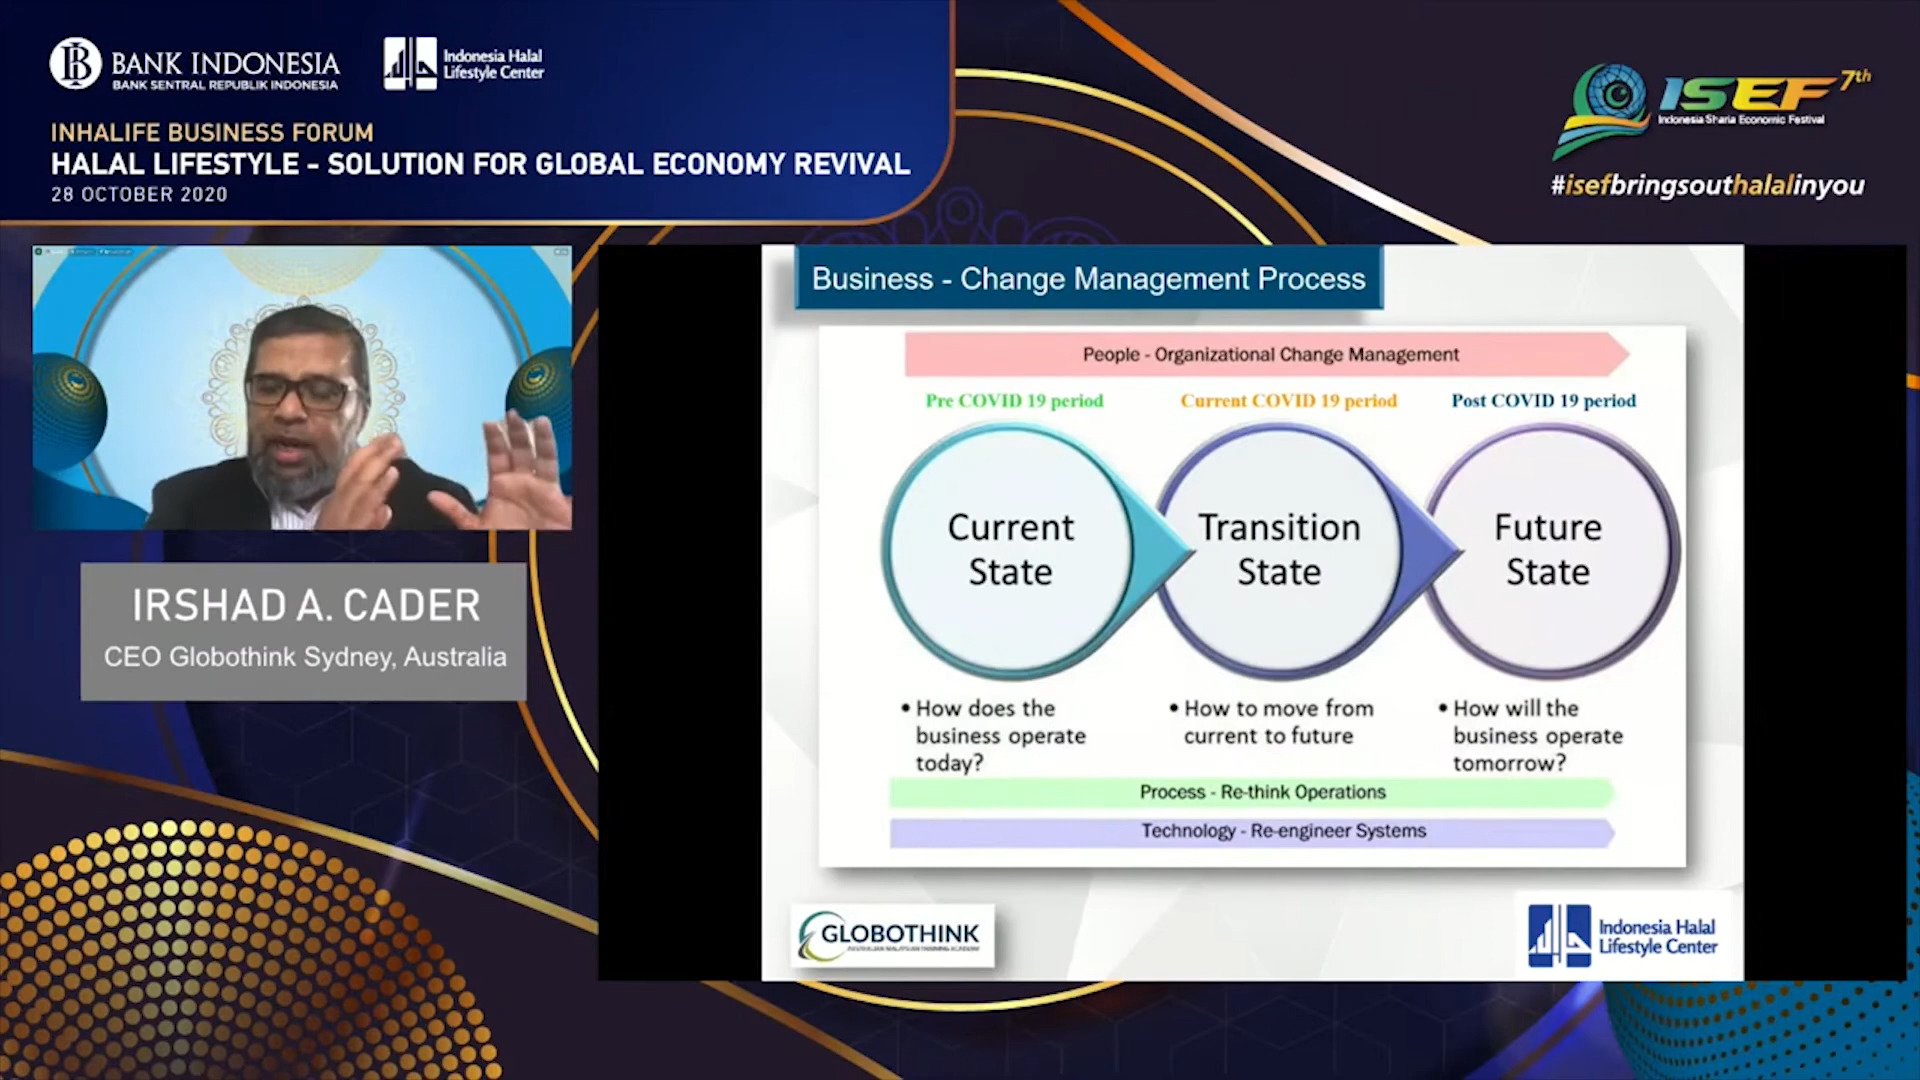 BANK INDONESIA
BANK SENTRAL REPUBLIK INDONESIA
Indonesia Halal
Lifestyle Center
INHALIFE BUSINESS FORUM
HALAL LIFESTYLE - SOLUTION FOR GLOBAL ECONOMY REVIVAL
28 OCTOBER 2020
ISEF 7th
Indonesia Sharia Economic Festival
#isefbringsouthalalinyou
IRSHAD A. CADER
CEO Globothink Sydney, Australia
Business - Change Management Process
People - Organizational Change Management
Pre COVID 19 period
Current COVID 19 period
Post COVID 19 period
Current
State
Transition
State
Future
State
• How does the
business operate
today?
• How to move from
current to future
• How will the
business operate
tomorrow?
Process - Re-think Operations
Technology - Re-engineer Systems
GLOBOTHINK
Indonesia Halal
Lifestyle Center